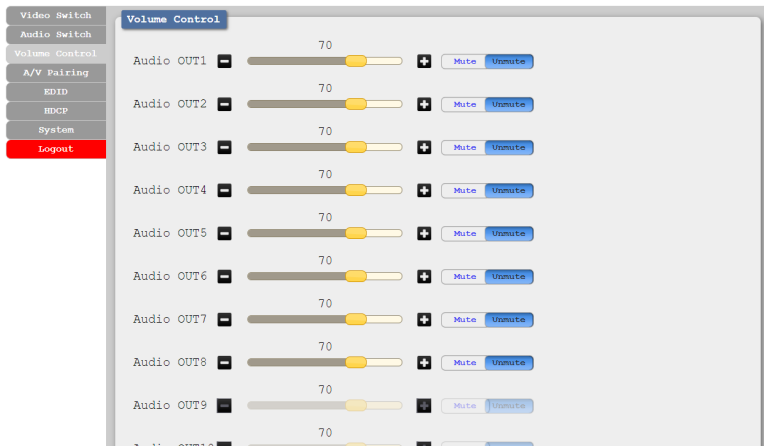 Video Switch
Audio Switch
Volume Control
A/V Pairing
EDID
HDCP
System
Logout
Volume Control
70
Audio OUT1 Mute Unmute
70
Audio OUT2 Mute Unmute
70
Audio OUT3 Mute Unmute
70
Audio OUT4 Mute Unmute
70
Audio OUT5 Mute Unmute
70
Audio OUT6 Mute Unmute
70
Audio OUT7 Mute Unmute
70
Audio OUT8 Mute Unmute
70
Audio OUT9 Mute Unmute
70